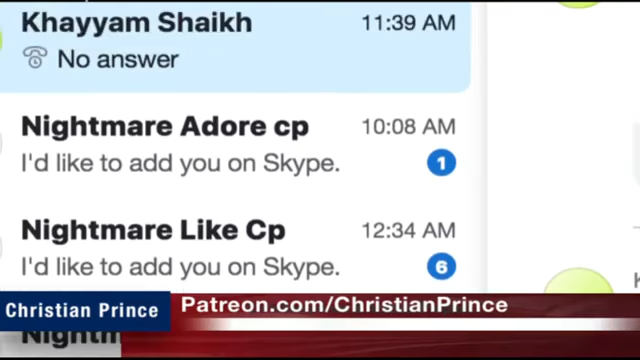 Khayyam Shaikh 11:39 AM
No answer
Nightmare Adore cp 10:08 AM
I'd like to add you on Skype. 1
Nightmare Like Cp 12:34 AM
I'd like to add you on Skype. 6
Christian Prince Patreon.com/ChristianPrince